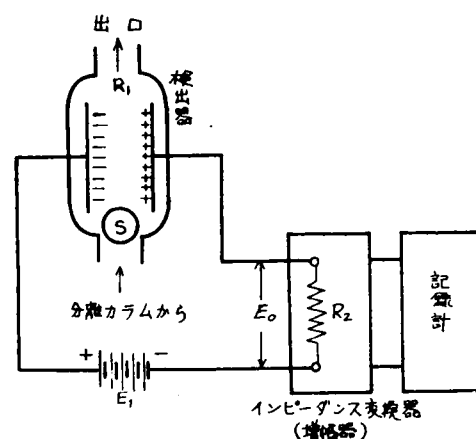 出口
R₁
検出部
S
分離カラムから
E₀
R₂
記録計
+ −
E₁
インピーダンス変換器
(増幅器)